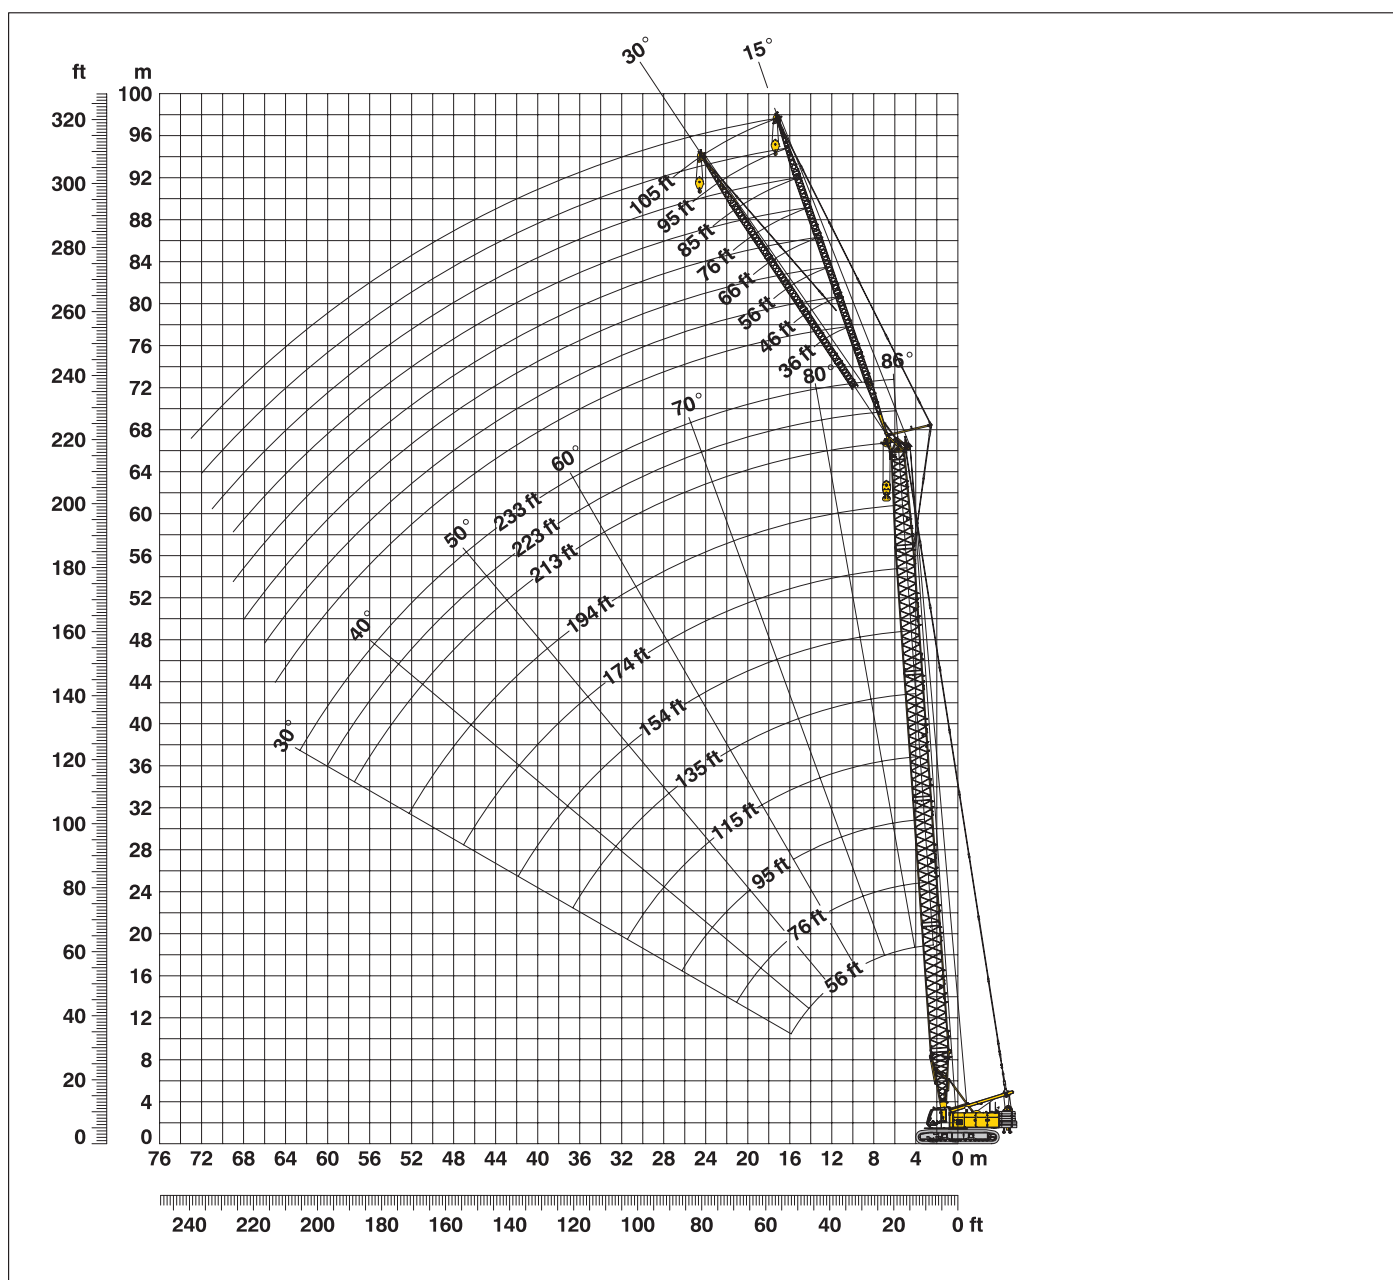 30° 15°
ft m
100
320
96
300 92
105 ft
95 ft
88
280 85 ft
84 76 ft
66 ft
260 80 56 ft
46 ft
76 36 ft
240 72 80° 86°
70°
220 68
64 60°
200 60 233 ft
50° 223 ft
56 213 ft
180
52 194 ft
160 48 40°
174 ft
140 44
154 ft
40 30°
120 36 135 ft
32 115 ft
100
28 95 ft
80 24
76 ft
20
60 16 56 ft
40 12
8
20 4
0 0
76 72 68 64 60 56 52 48 44 40 36 32 28 24 20 16 12 8 4 0 m
240 220 200 180 160 140 120 100 80 60 40 20 0 ft